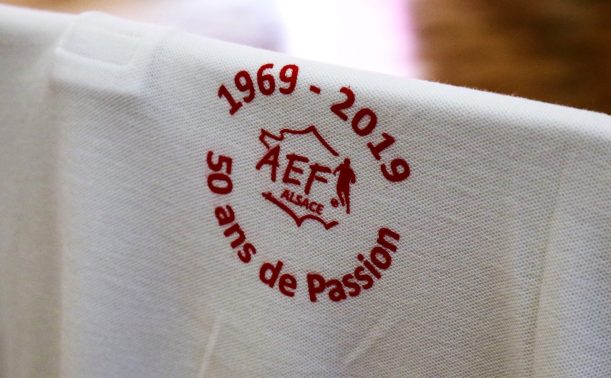 1969 - 2019
AEF
ALSACE
50 ans de Passion